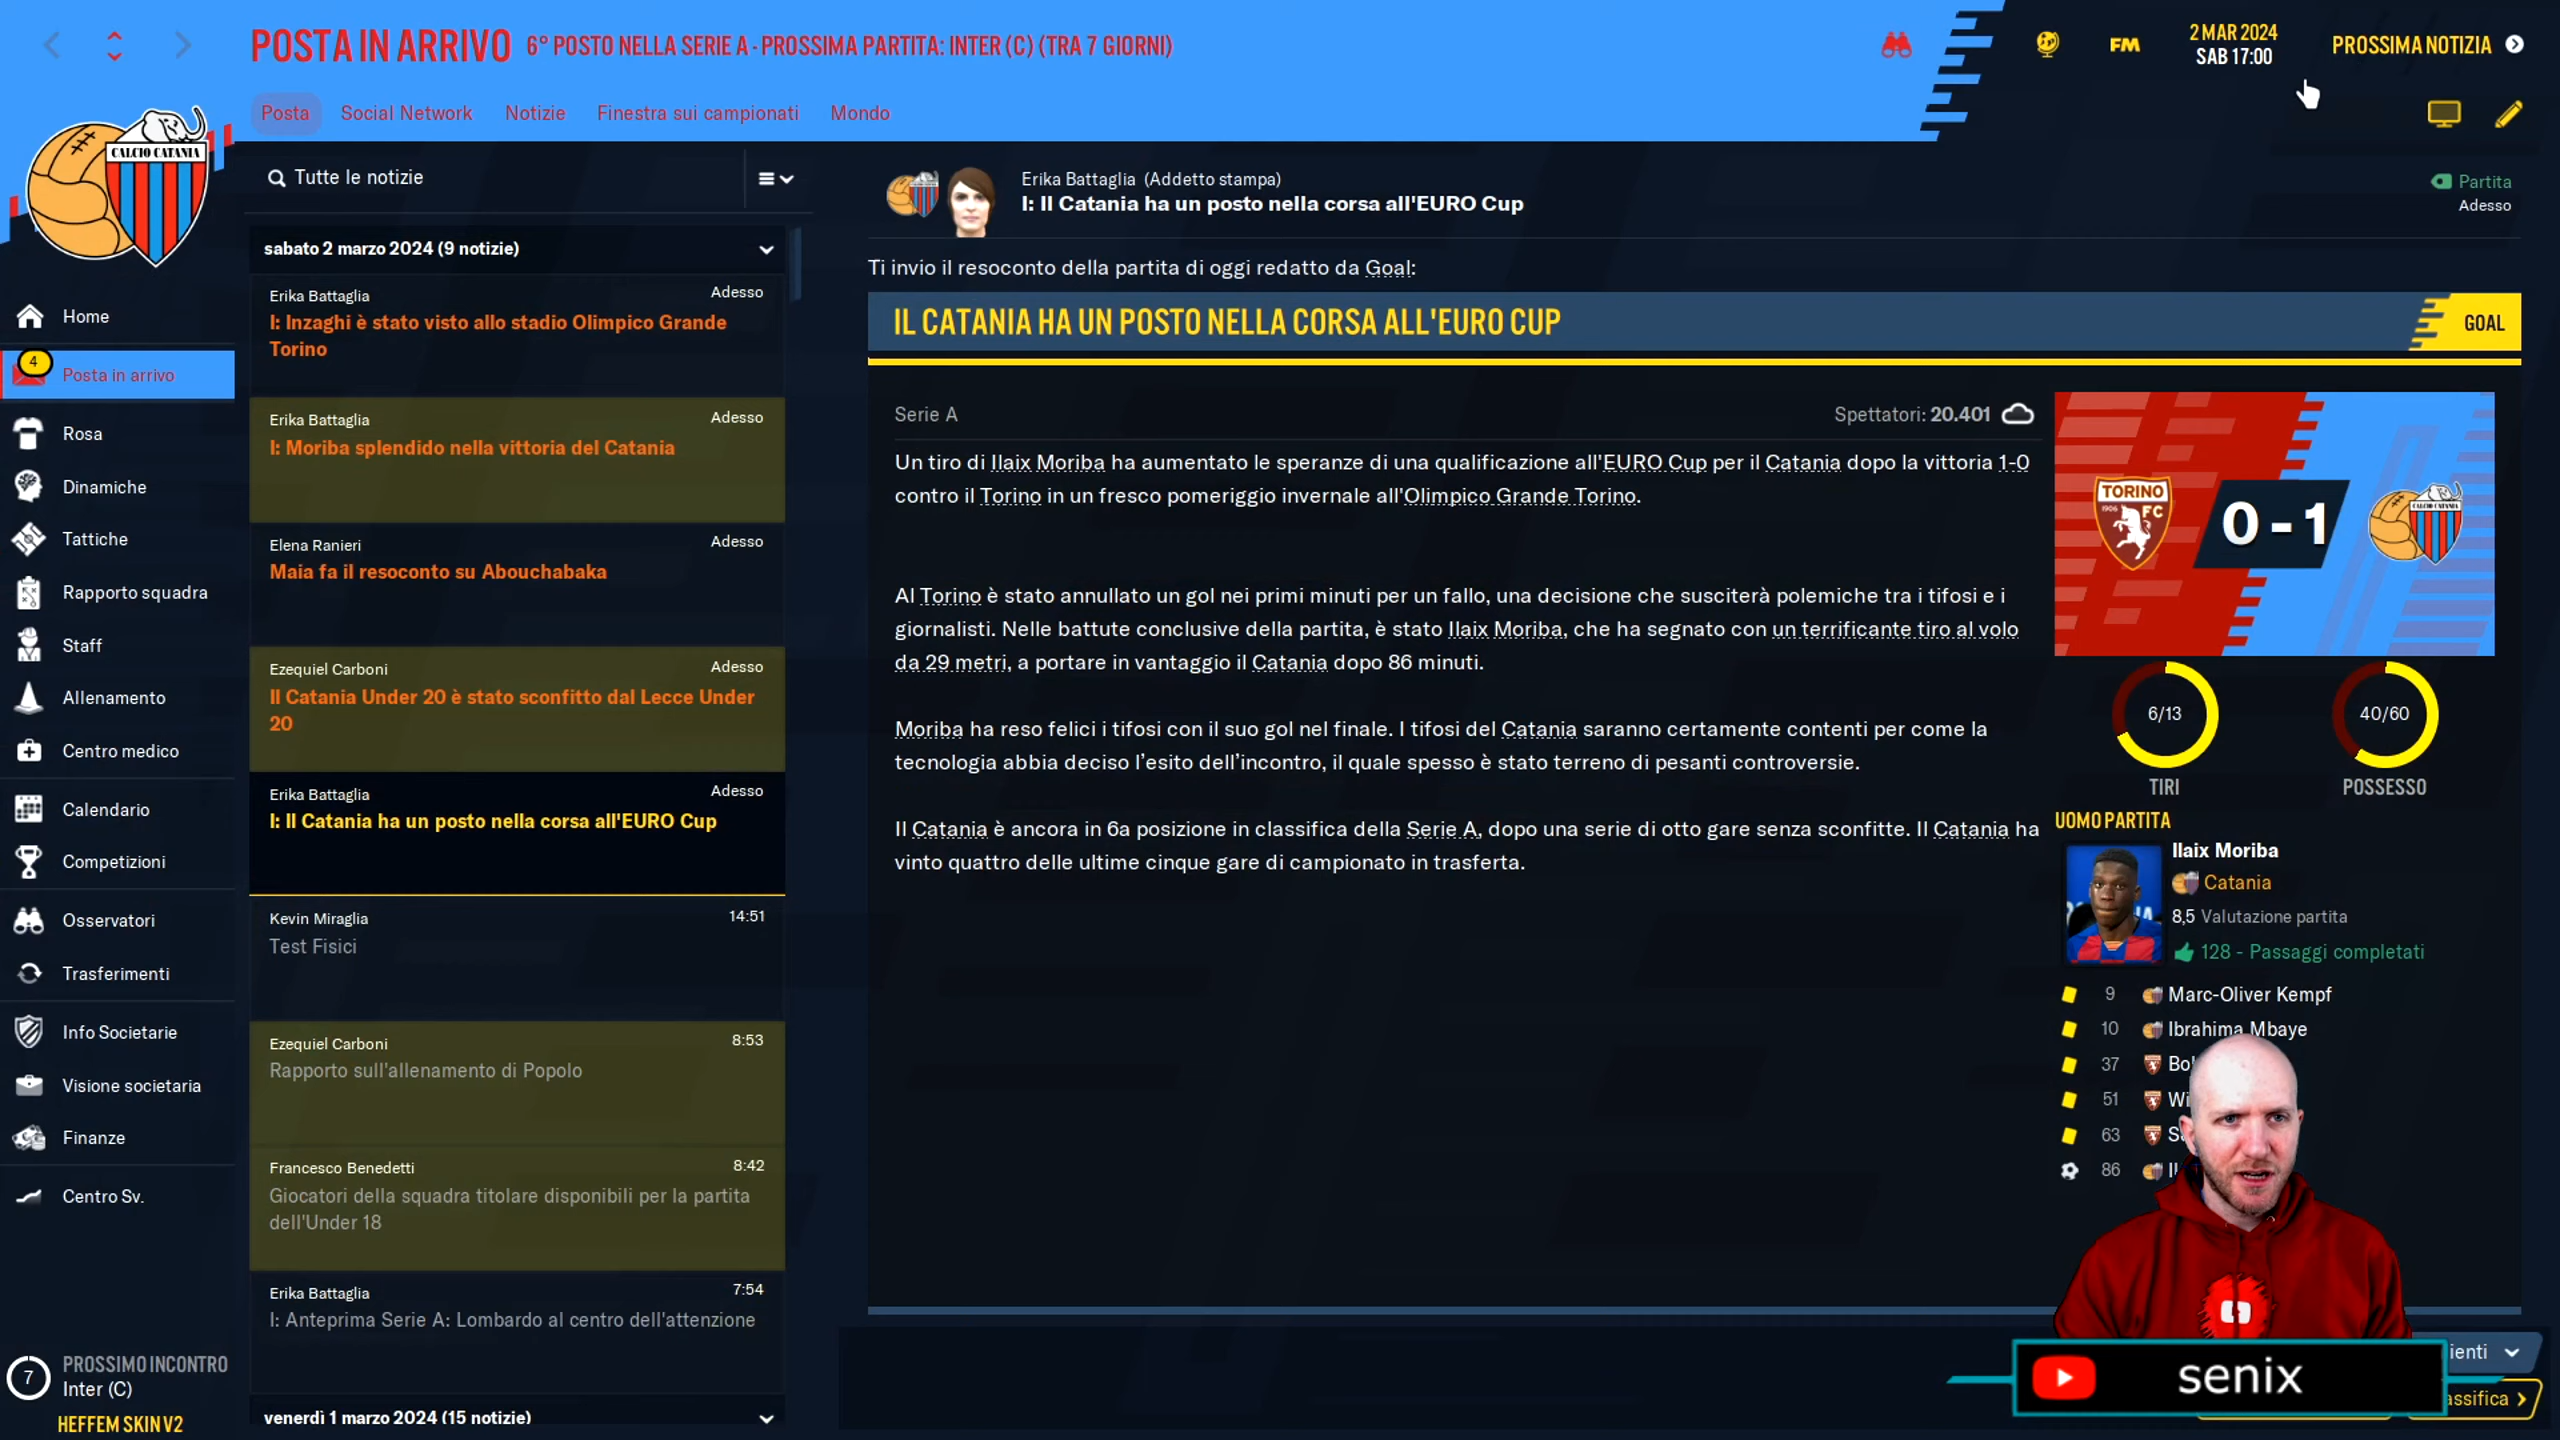 POSTA IN ARRIVO
6° POSTO NELLA SERIE A - PROSSIMA PARTITA: INTER (C) (TRA 7 GIORNI)
FM
2 MAR 2024
SAB 17:00
PROSSIMA NOTIZIA
Posta
Social Network
Notizie
Finestra sui campionati
Mondo
CALCIO CATANIA
Home
4
Posta in arrivo
Rosa
Dinamiche
Tattiche
Rapporto squadra
Staff
Allenamento
Centro medico
Calendario
Competizioni
Osservatori
Trasferimenti
Info Societarie
Visione societaria
Finanze
Centro Sv.
7
PROSSIMO INCONTRO
Inter (C)
HEFFEM SKIN V2
Tutte le notizie
sabato 2 marzo 2024 (9 notizie)
Erika Battaglia
Adesso
I: Inzaghi è stato visto allo stadio Olimpico Grande
Torino
Erika Battaglia
Adesso
I: Moriba splendido nella vittoria del Catania
Elena Ranieri
Adesso
Maia fa il resoconto su Abouchabaka
Ezequiel Carboni
Adesso
Il Catania Under 20 è stato sconfitto dal Lecce Under
20
Erika Battaglia
Adesso
I: Il Catania ha un posto nella corsa all'EURO Cup
Kevin Miraglia
14:51
Test Fisici
Ezequiel Carboni
8:53
Rapporto sull'allenamento di Popolo
Francesco Benedetti
8:42
Giocatori della squadra titolare disponibili per la partita
dell'Under 18
Erika Battaglia
7:54
I: Anteprima Serie A: Lombardo al centro dell'attenzione
venerdì 1 marzo 2024 (15 notizie)
Erika Battaglia (Addetto stampa)
I: Il Catania ha un posto nella corsa all'EURO Cup
Partita
Adesso
Ti invio il resoconto della partita di oggi redatto da Goal:
IL CATANIA HA UN POSTO NELLA CORSA ALL'EURO CUP
GOAL
Serie A
Spettatori: 20.401
Un tiro di Ilaix Moriba ha aumentato le speranze di una qualificazione all'EURO Cup per il Catania dopo la vittoria 1-0
contro il Torino in un fresco pomeriggio invernale all'Olimpico Grande Torino.
Al Torino è stato annullato un gol nei primi minuti per un fallo, una decisione che susciterà polemiche tra i tifosi e i
giornalisti. Nelle battute conclusive della partita, è stato Ilaix Moriba, che ha segnato con un terrificante tiro al volo
da 29 metri, a portare in vantaggio il Catania dopo 86 minuti.
Moriba ha reso felici i tifosi con il suo gol nel finale. I tifosi del Catania saranno certamente contenti per come la
tecnologia abbia deciso l'esito dell'incontro, il quale spesso è stato terreno di pesanti controversie.
Il Catania è ancora in 6a posizione in classifica della Serie A, dopo una serie di otto gare senza sconfitte. Il Catania ha
vinto quattro delle ultime cinque gare di campionato in trasferta.
TORINO
1906
FC
0 - 1
6/13
TIRI
40/60
POSSESSO
UOMO PARTITA
Ilaix Moriba
Catania
8,5 Valutazione partita
128 - Passaggi completati
9 Marc-Oliver Kempf
10 Ibrahima Mbaye
37
51
63
86
ienti
assifica
senix